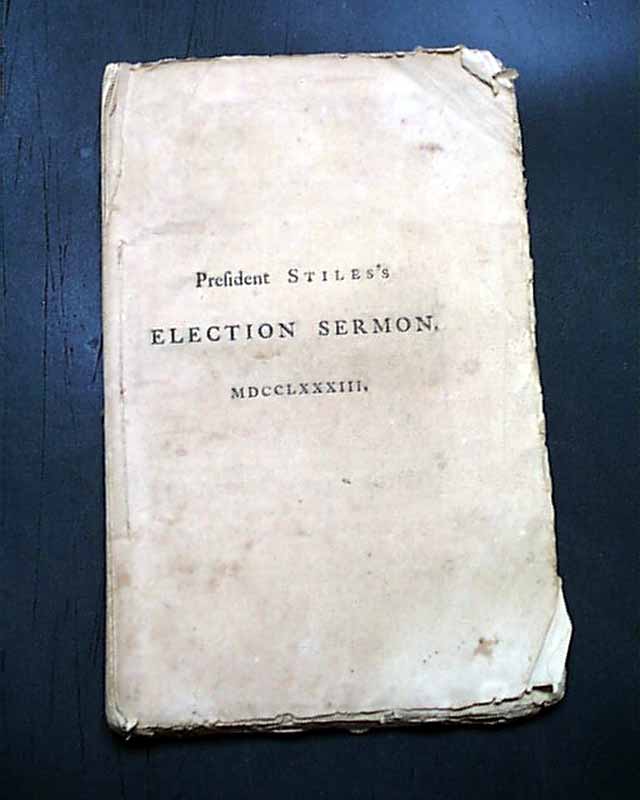 Preſident STILES's
ELECTION SERMON.
MDCCLXXXIII.